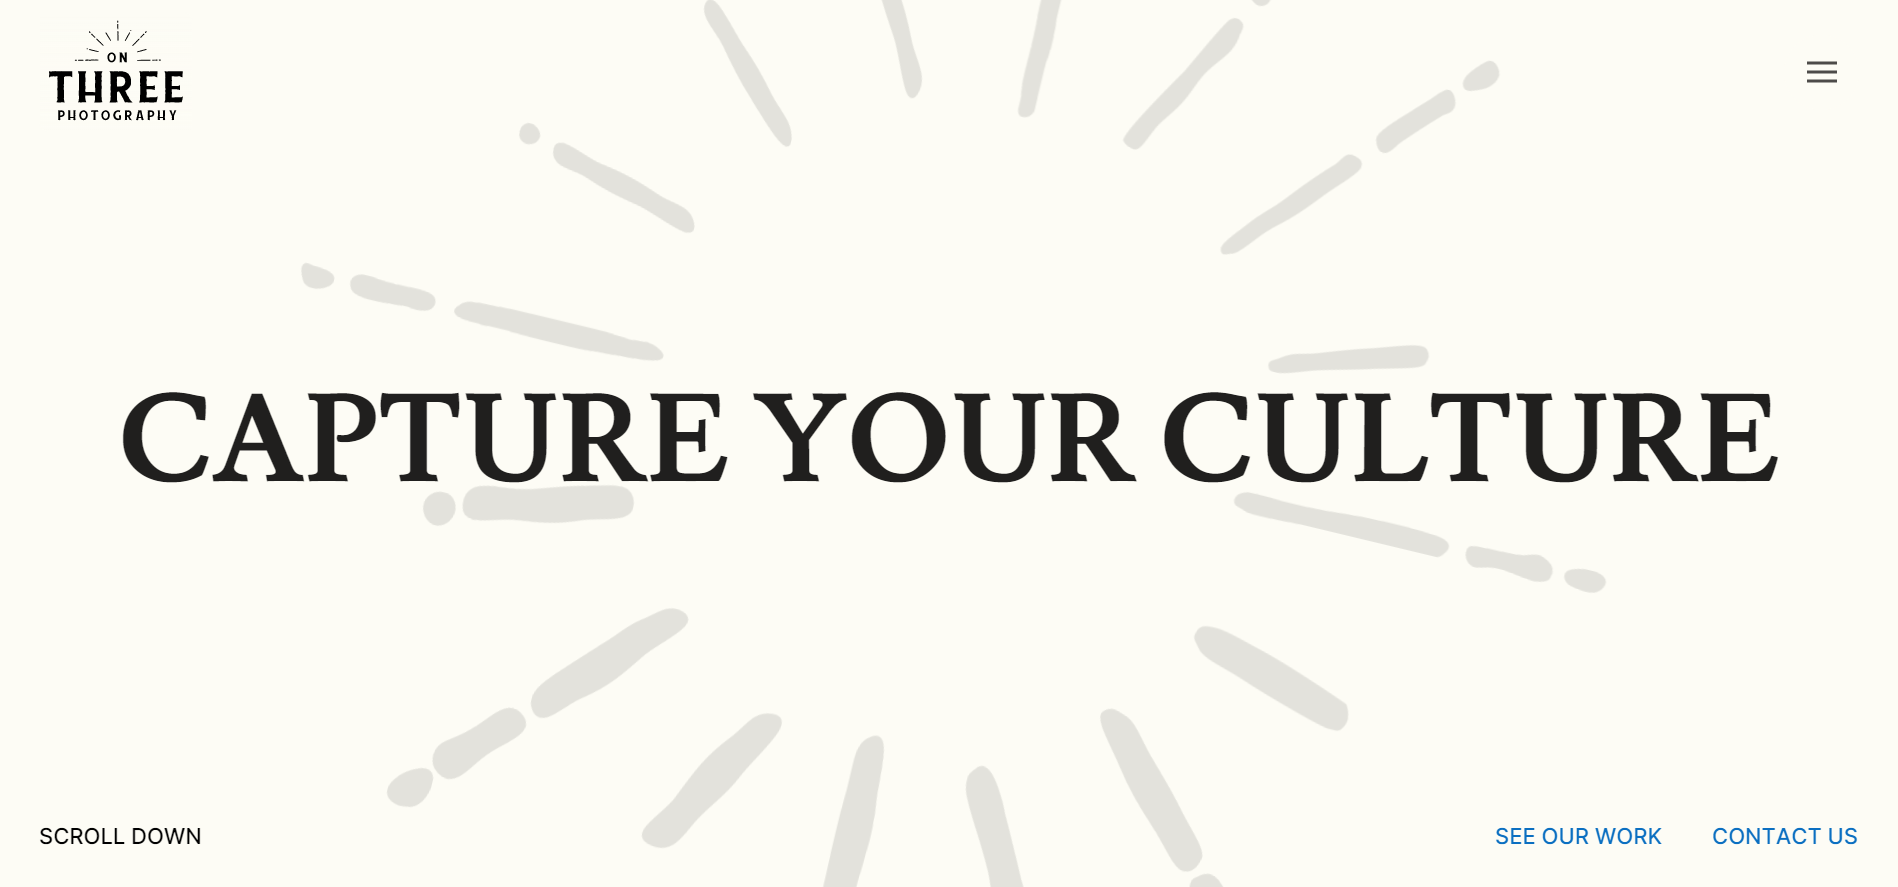 ON
THREE
PHOTOGRAPHY
CAPTURE YOUR CULTURE
SCROLL DOWN
SEE OUR WORK
CONTACT US